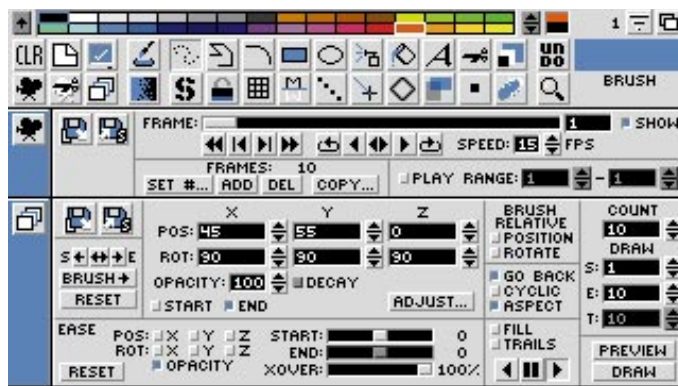 1
CLR
A
UN DO
$
M
BRUSH
FRAME: 1 SHOW
SPEED: 15 FPS
FRAMES: 10
SET #... ADD DEL COPY... PLAY RANGE: 1 - 1
X Y Z
POS: 45 55 0
ROT: 90 90 90
S E
BRUSH
RESET
OPACITY: 100 DECAY
START END ADJUST...
BRUSH
RELATIVE
POSITION
ROTATE
GO BACK
CYCLIC
ASPECT
COUNT
10
DRAW
S: 1
E: 10
T: 10
EASE
POS: X Y Z START: 0
ROT: X Y Z END: 0
RESET OPACITY XOVER: 100%
FILL
TRAILS
PREVIEW
DRAW